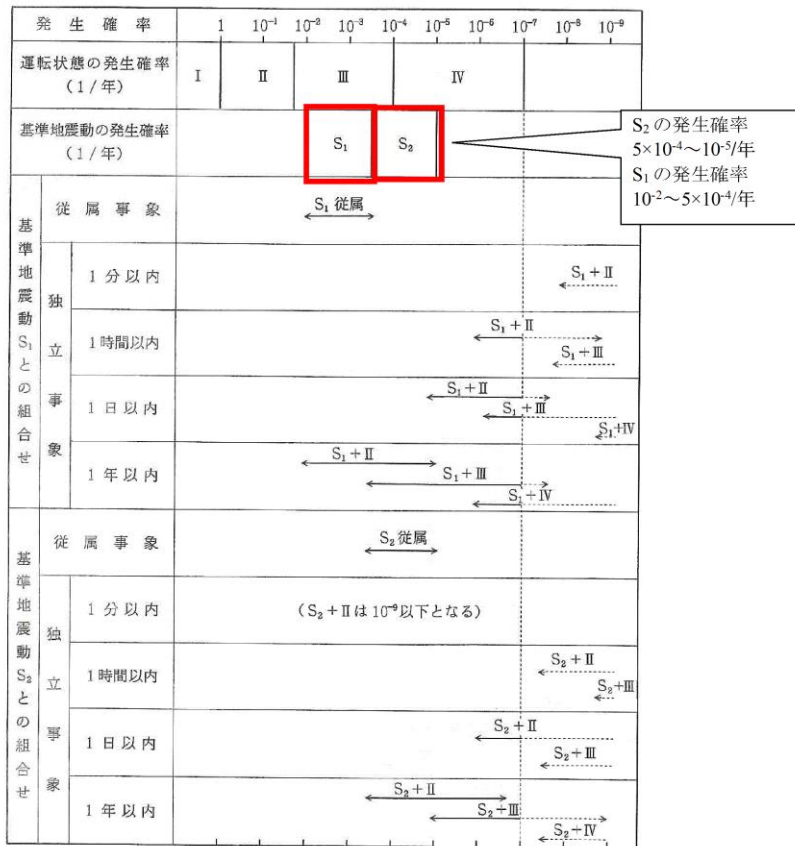 発生確率 1 10⁻¹ 10⁻² 10⁻³ 10⁻⁴ 10⁻⁵ 10⁻⁶ 10⁻⁷ 10⁻⁸ 10⁻⁹
運転状態の発生確率
(1/年)
I II III IV
基準地震動の発生確率
(1/年)
S₁ S₂
S₂の発生確率
5×10⁻⁴～10⁻⁵/年
S₁の発生確率
10⁻²～5×10⁻⁴/年
基準地震動S₁との組合せ
従属事象
S₁従属
独立事象
1分以内
S₁+II
1時間以内
S₁+II
S₁+III
1日以内
S₁+II
S₁+III
S₁+IV
1年以内
S₁+II
S₁+III
S₁+IV
基準地震動S₂との組合せ
従属事象
S₂従属
独立事象
1分以内
(S₂+IIは10⁻⁹以下となる)
1時間以内
S₂+II
S₂+III
1日以内
S₂+II
S₂+III
1年以内
S₂+II
S₂+III
S₂+IV